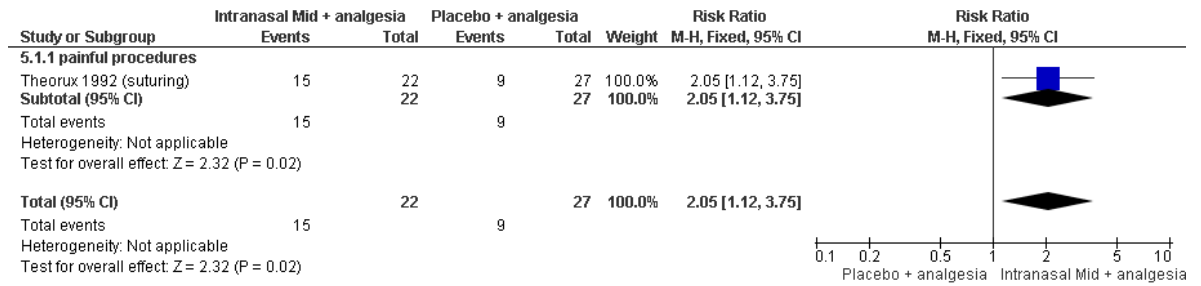 Intranasal Mid + analgesia Placebo + analgesia Risk Ratio Risk Ratio
Study or Subgroup Events Total Events Total Weight M-H, Fixed, 95% CI M-H, Fixed, 95% CI
5.1.1 painful procedures
Theorux 1992 (suturing) 15 22 9 27 100.0% 2.05 [1.12, 3.75]
Subtotal (95% CI) 22 27 100.0% 2.05 [1.12, 3.75]
Total events 15 9
Heterogeneity: Not applicable
Test for overall effect: Z = 2.32 (P = 0.02)
Total (95% CI) 22 27 100.0% 2.05 [1.12, 3.75]
Total events 15 9
Heterogeneity: Not applicable
Test for overall effect: Z = 2.32 (P = 0.02)
0.1 0.2 0.5 1 2 5 10
Placebo + analgesia Intranasal Mid + analgesia